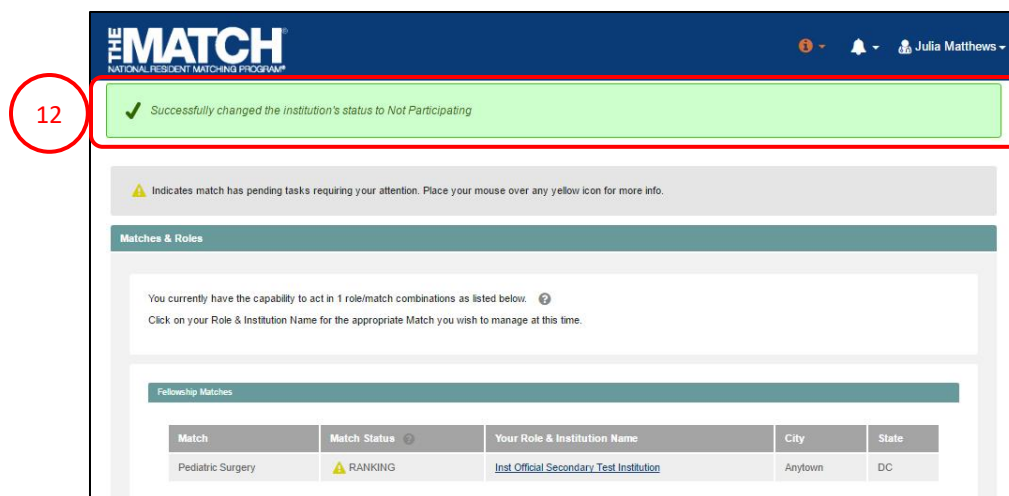 THE MATCH®
NATIONAL RESIDENT MATCHING PROGRAM®
Julia Matthews
12
Successfully changed the institution's status to Not Participating
Indicates match has pending tasks requiring your attention. Place your mouse over any yellow icon for more info.
Matches & Roles
You currently have the capability to act in 1 role/match combinations as listed below.
Click on your Role & Institution Name for the appropriate Match you wish to manage at this time.
Fellowship Matches
Match Match Status Your Role & Institution Name City State
Pediatric Surgery RANKING Inst Official Secondary Test Institution Anytown DC